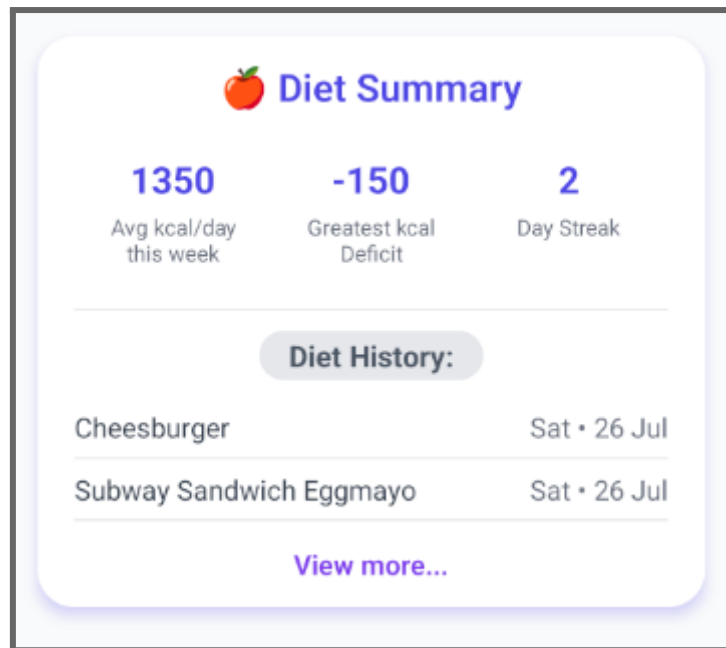 🍎 Diet Summary
1350
Avg kcal/day
this week
-150
Greatest kcal
Deficit
2
Day Streak
Diet History:
Cheesburger Sat • 26 Jul
Subway Sandwich Eggmayo Sat • 26 Jul
View more...